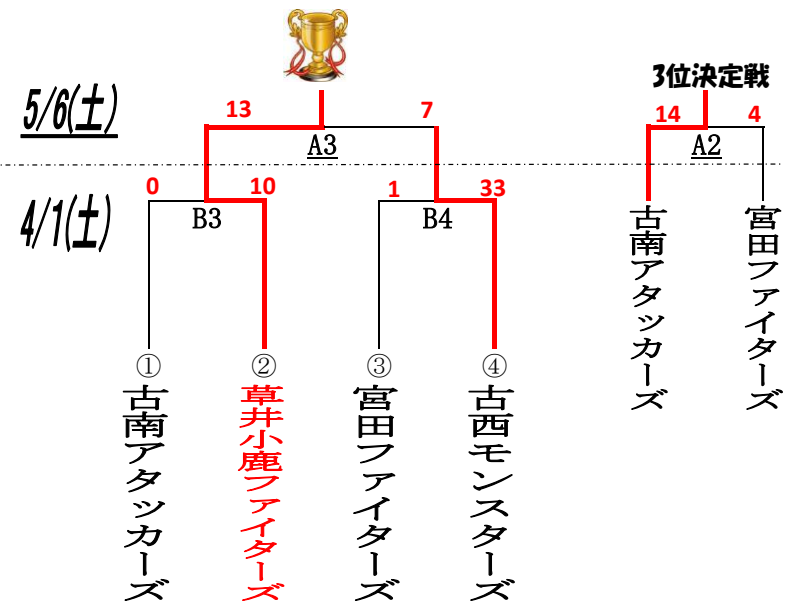 3位決定戦
5/6(土)
13
7
14
4
A3
A2
4/1(土)
0
10
1
33
B3
B4
古南アタッカーズ
宮田ファイターズ
①
②
③
④
古南アタッカーズ
草井小鹿ファイターズ
宮田ファイターズ
古西モンスターズ